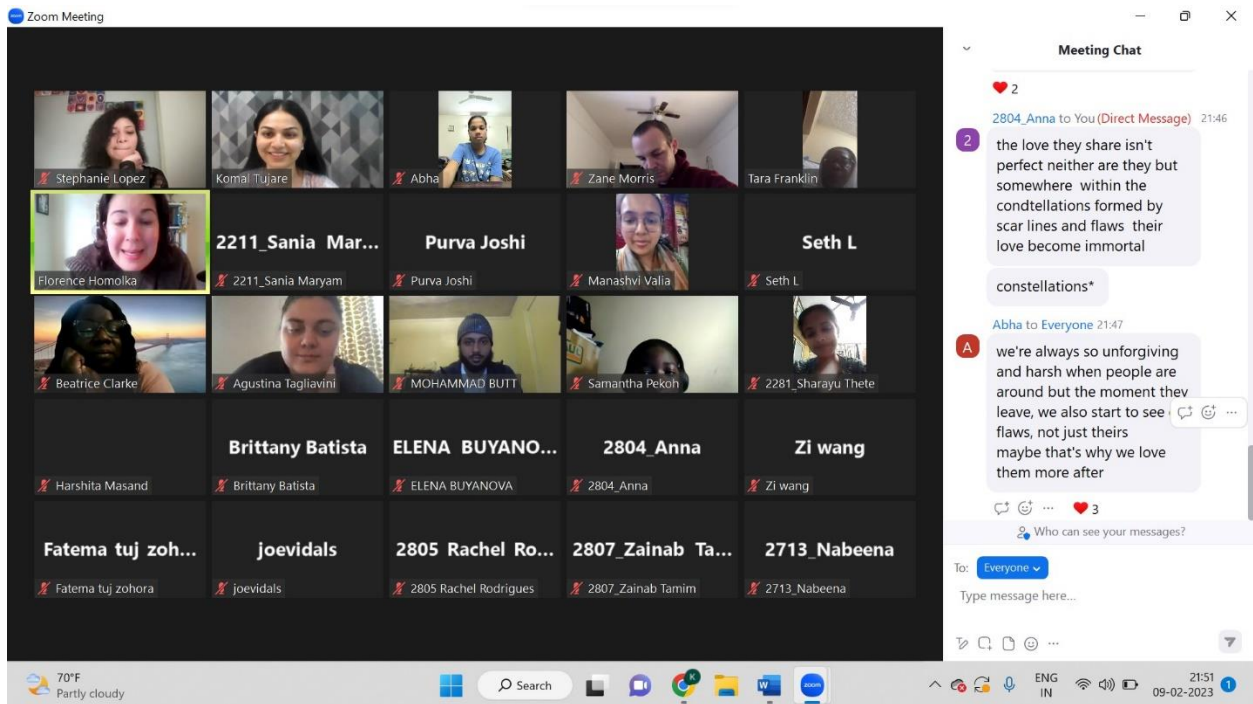 Zoom Meeting
Stephanie Lopez
Komal Tujare
Abha
Zane Morris
Tara Franklin
Florence Homolka
2211_Sania Mar...
2211_Sania Maryam
Purva Joshi
Purva Joshi
Manashvi Valia
Seth L
Seth L
Beatrice Clarke
Agustina Tagliavini
MOHAMMAD BUTT
Samantha Pekoh
2281_Sharayu Thete
Harshita Masand
Brittany Batista
Brittany Batista
ELENA BUYANO...
ELENA BUYANOVA
2804_Anna
2804_Anna
Zi wang
Zi wang
Fatema tuj zoh...
Fatema tuj zohora
joevidals
joevidals
2805 Rachel Ro...
2805 Rachel Rodrigues
2807_Zainab Ta...
2807_Zainab Tamim
2713_Nabeena
2713_Nabeena
Meeting Chat
2
2804_Anna to You (Direct Message) 21:46
2
the love they share isn't
perfect neither are they but
somewhere within the
condtellations formed by
scar lines and flaws their
love become immortal
constellations*
Abha to Everyone 21:47
A
we're always so unforgiving
and harsh when people are
around but the moment they
leave, we also start to see
flaws, not just theirs
maybe that's why we love
them more after
3
Who can see your messages?
To: Everyone
Type message here...
70°F
Partly cloudy
Search
K
W
zoom
ENG
IN
21:51
09-02-2023
1